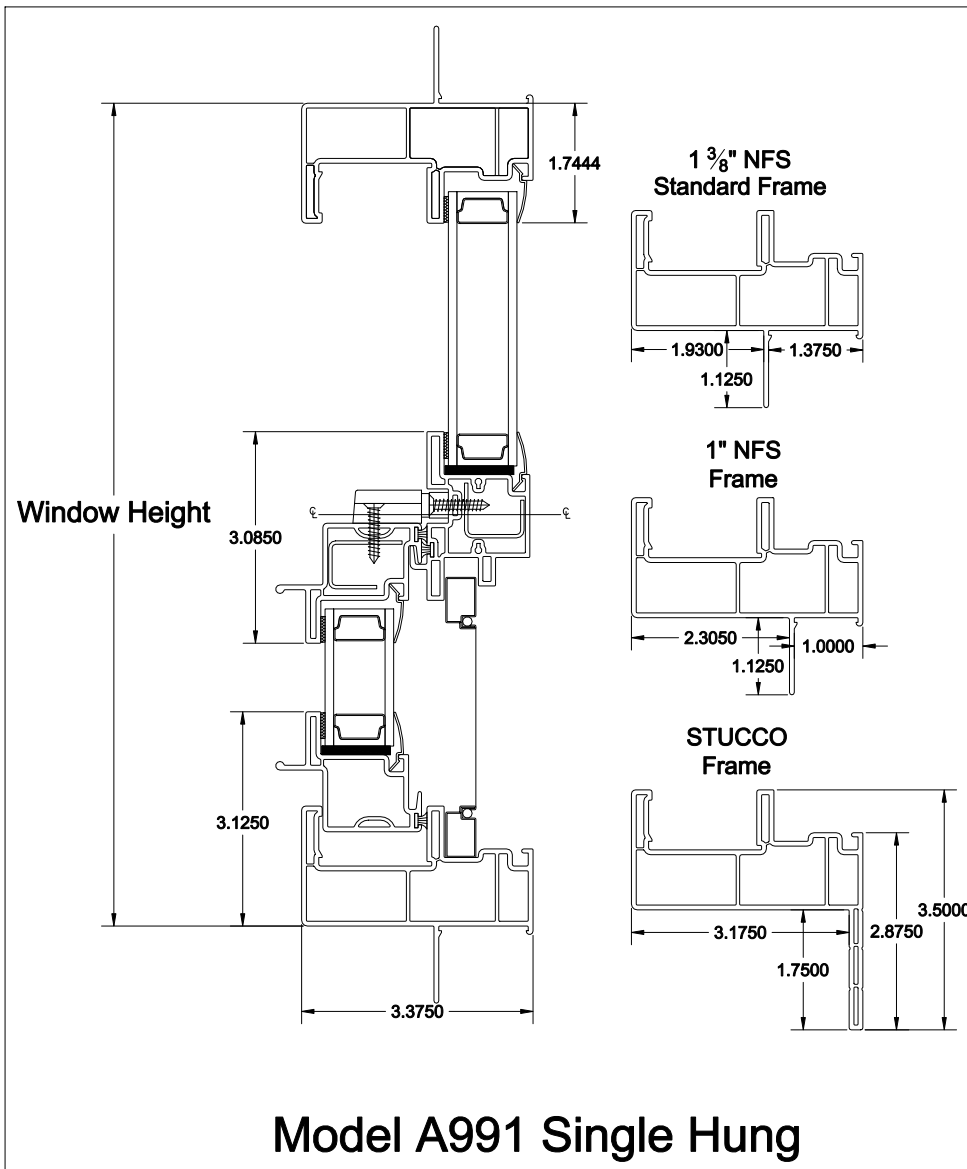 1.7444
1 3/8" NFS
Standard Frame
1.9300
1.3750
1.1250
1" NFS
Frame
Window Height
℄
℄
3.0850
2.3050
1.0000
1.1250
STUCCO
Frame
3.1250
3.5000
2.8750
3.1750
1.7500
3.3750
Model A991 Single Hung